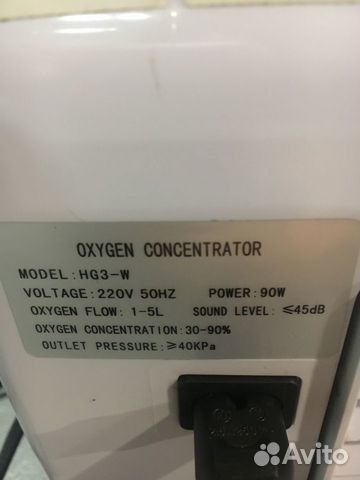 OXYGEN CONCENTRATOR
MODEL:HG3-W
VOLTAGE:220V 50HZ POWER:90W
OXYGEN FLOW: 1-5L SOUND LEVEL: ≤45dB
OXYGEN CONCENTRATION:30-90%
OUTLET PRESSURE:≥40KPa
Avito